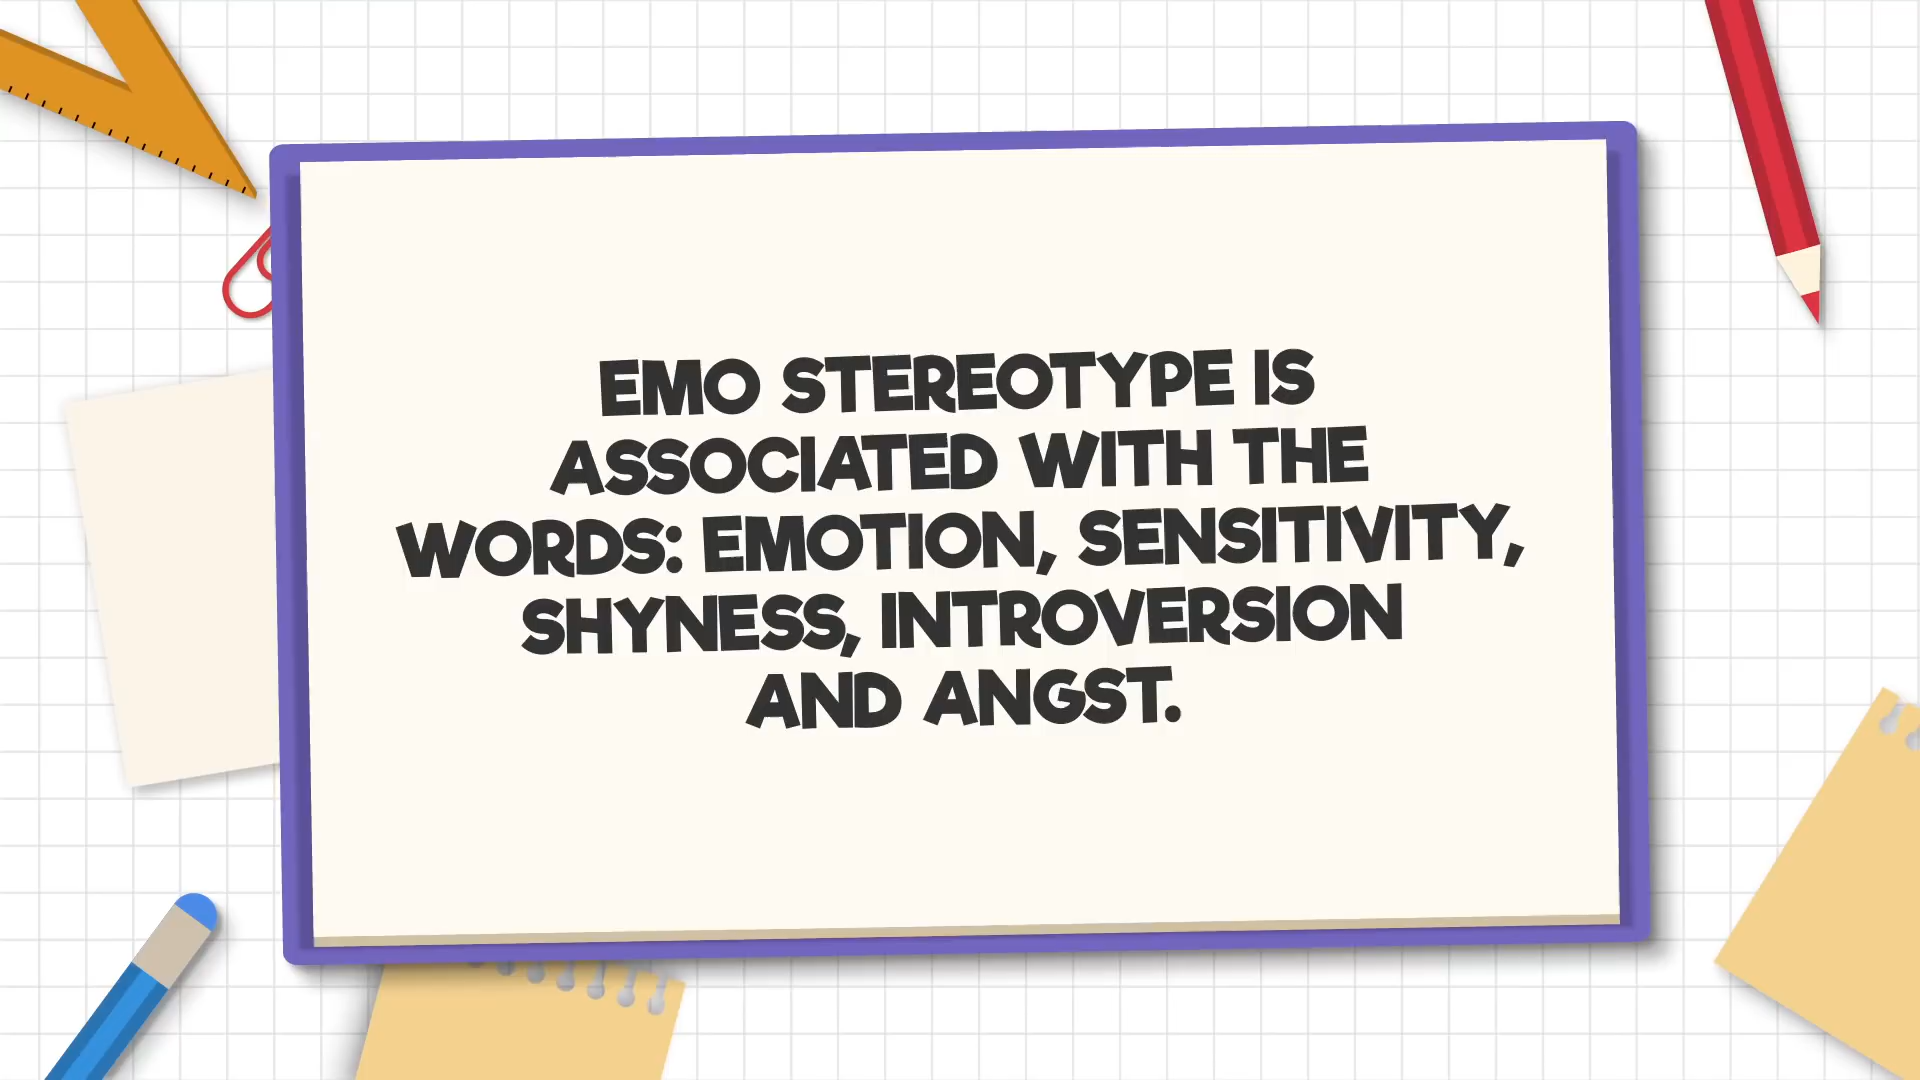 EMO STEREOTYPE IS
ASSOCIATED WITH THE
WORDS: EMOTION, SENSITIVITY,
SHYNESS, INTROVERSION
AND ANGST.